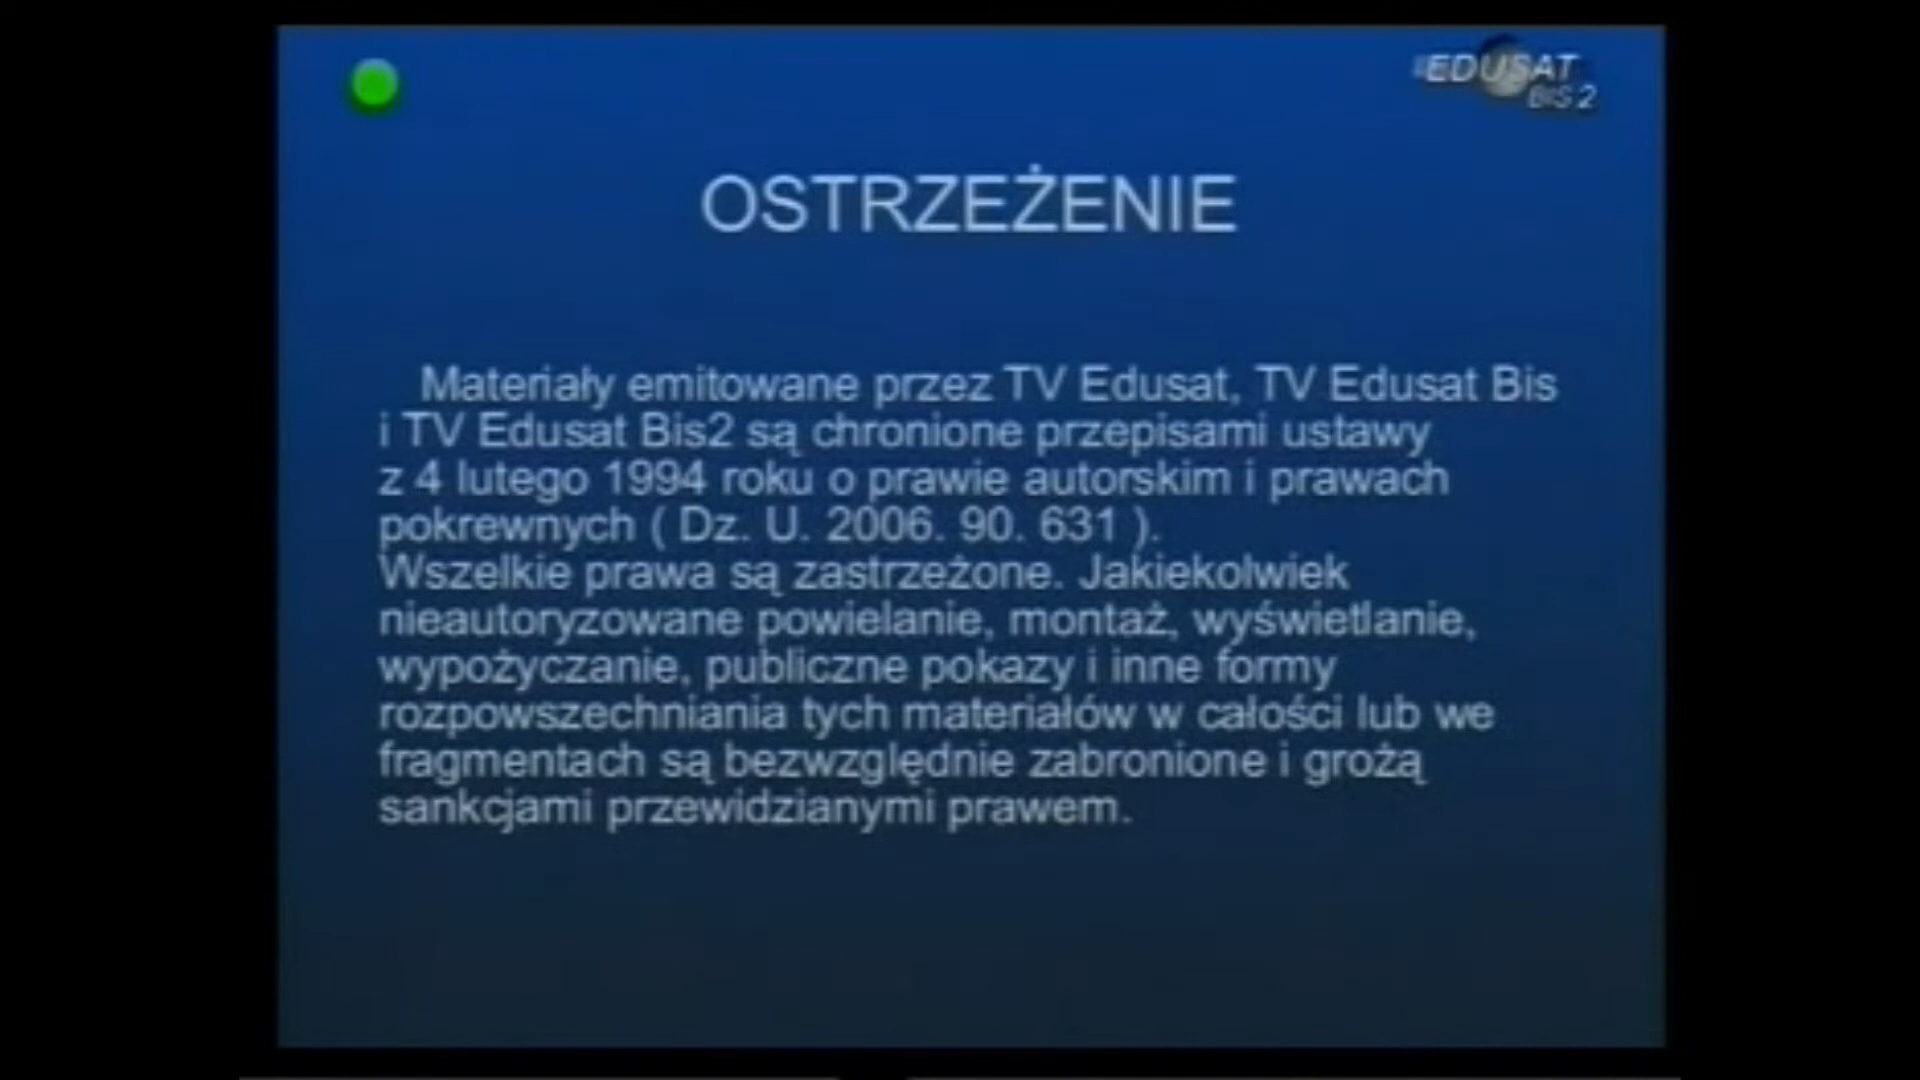 EDUSAT
BIS 2
OSTRZEŻENIE
Materiały emitowane przez TV Edusat, TV Edusat Bis
i TV Edusat Bis2 są chronione przepisami ustawy
z 4 lutego 1994 roku o prawie autorskim i prawach
pokrewnych ( Dz. U. 2006. 90. 631 ).
Wszelkie prawa są zastrzeżone. Jakiekolwiek
nieautoryzowane powielanie, montaż, wyświetlanie,
wypożyczanie, publiczne pokazy i inne formy
rozpowszechniania tych materiałów w całości lub we
fragmentach są bezwzględnie zabronione i grożą
sankcjami przewidzianymi prawem.